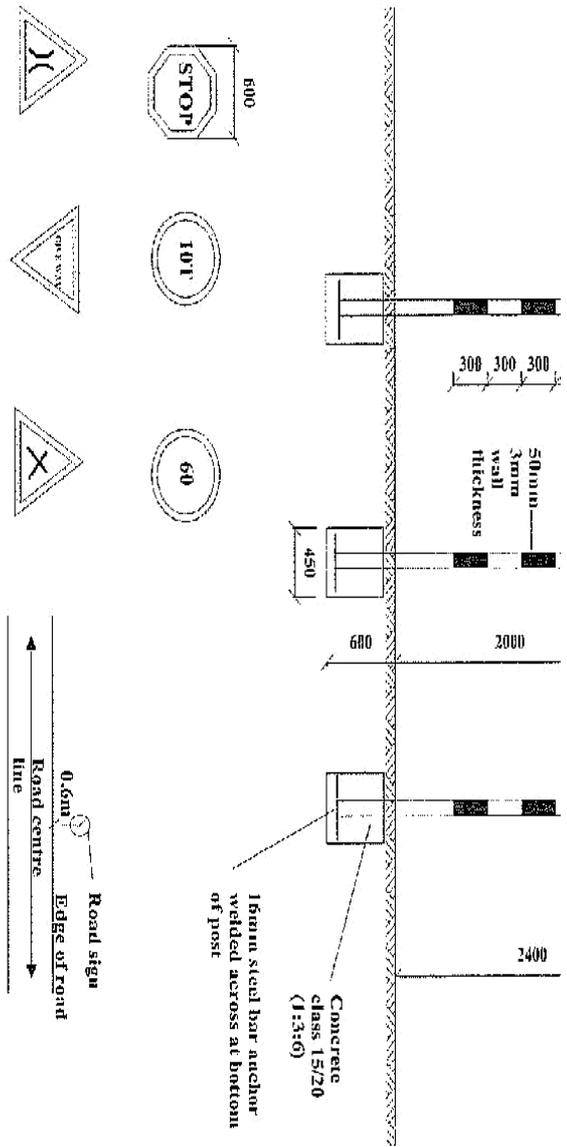 300 300 300
50mm
3mm
wall
thickness
2000
600
450
2400
Concrete
class 15/20
(1:3:6)
16mm steel bar anchor
welded across at bottom
of post
600
STOP
10T
60
GIVE WAY
Road sign
0.6m
Edge of road
Road centre
line